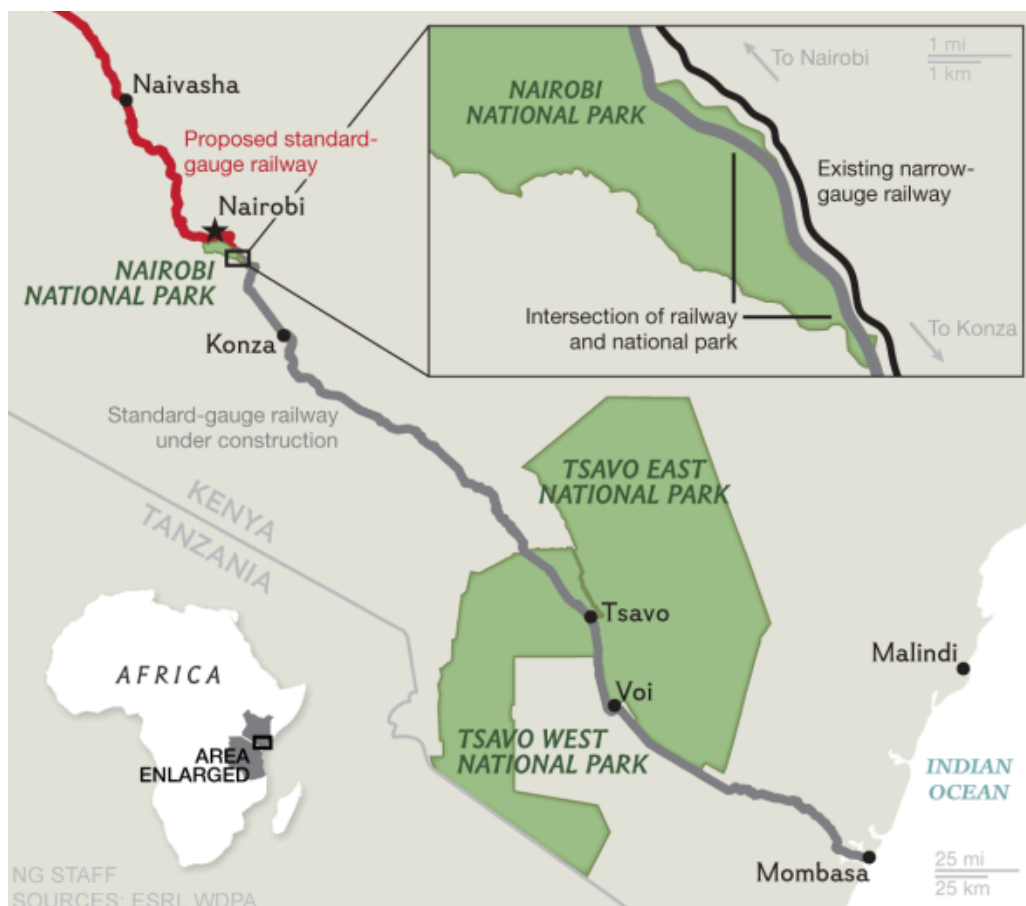 Naivasha
Proposed standard-
gauge railway
Nairobi
NAIROBI
NATIONAL PARK
Konza
Standard-gauge railway
under construction
KENYA
TANZANIA
NAIROBI
NATIONAL PARK
To Nairobi
1 mi
1 km
Existing narrow-
gauge railway
Intersection of railway
and national park
To Konza
TSAVO EAST
NATIONAL PARK
Tsavo
Voi
TSAVO WEST
NATIONAL PARK
Malindi
INDIAN
OCEAN
Mombasa
25 mi
25 km
AFRICA
AREA
ENLARGED
NG STAFF
SOURCES: ESRI, WDPA